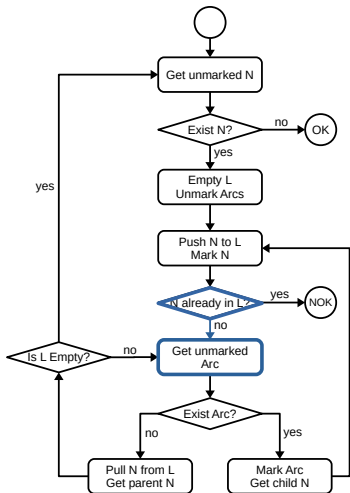 Get unmarked N
Exist N?
no
OK
yes
Empty L
Unmark Arcs
yes
Push N to L
Mark N
N already in L?
yes
NOK
no
Is L Empty?
no
Get unmarked
Arc
Exist Arc?
no
yes
Pull N from L
Get parent N
Mark Arc
Get child N